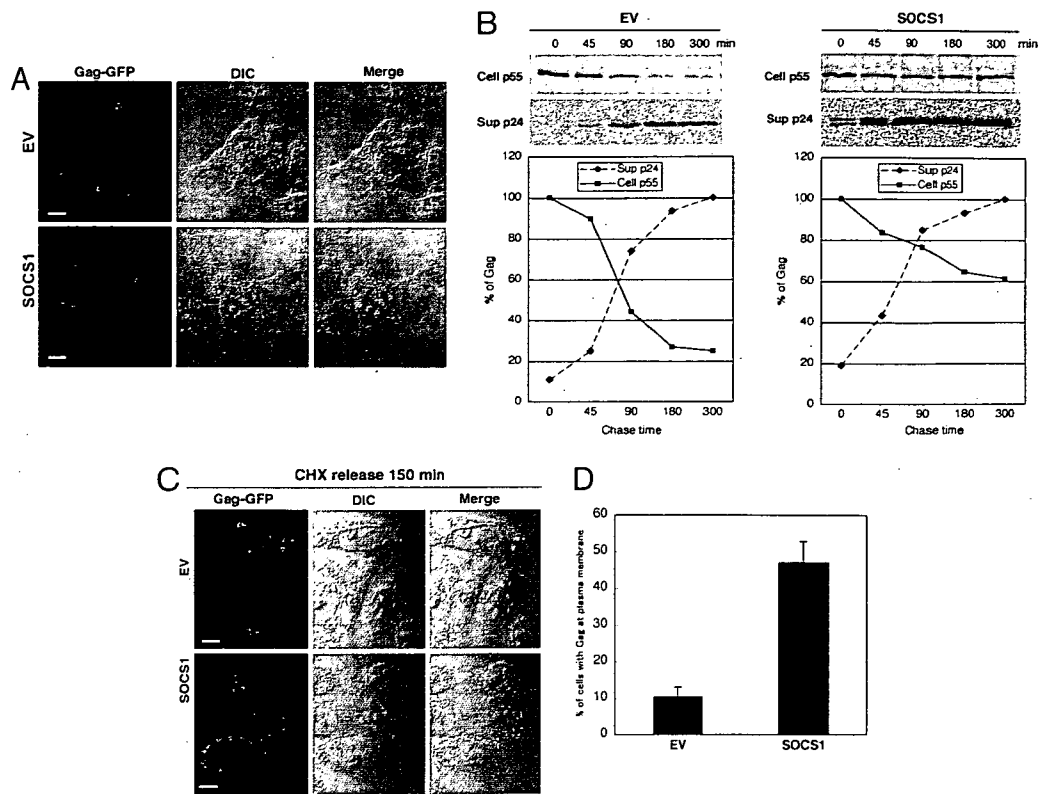 A
Gag-GFP DIC Merge
EV
SOCS1
B
EV
0 45 90 180 300 min
Cell p55
Sup p24
120
100
80
60
40
20
0
% of Gag
Sup p24
Cell p55
0 45 90 180 300
Chase time
SOCS1
0 45 90 180 300 min
Cell p55
Sup p24
120
100
80
60
40
20
0
% of Gag
Sup p24
Cell p55
0 45 90 180 300
Chase time
C
CHX release 150 min
Gag-GFP DIC Merge
EV
SOCS1
D
60
50
40
30
20
10
0
% of cells with Gag at plasma membrane
EV SOCS1